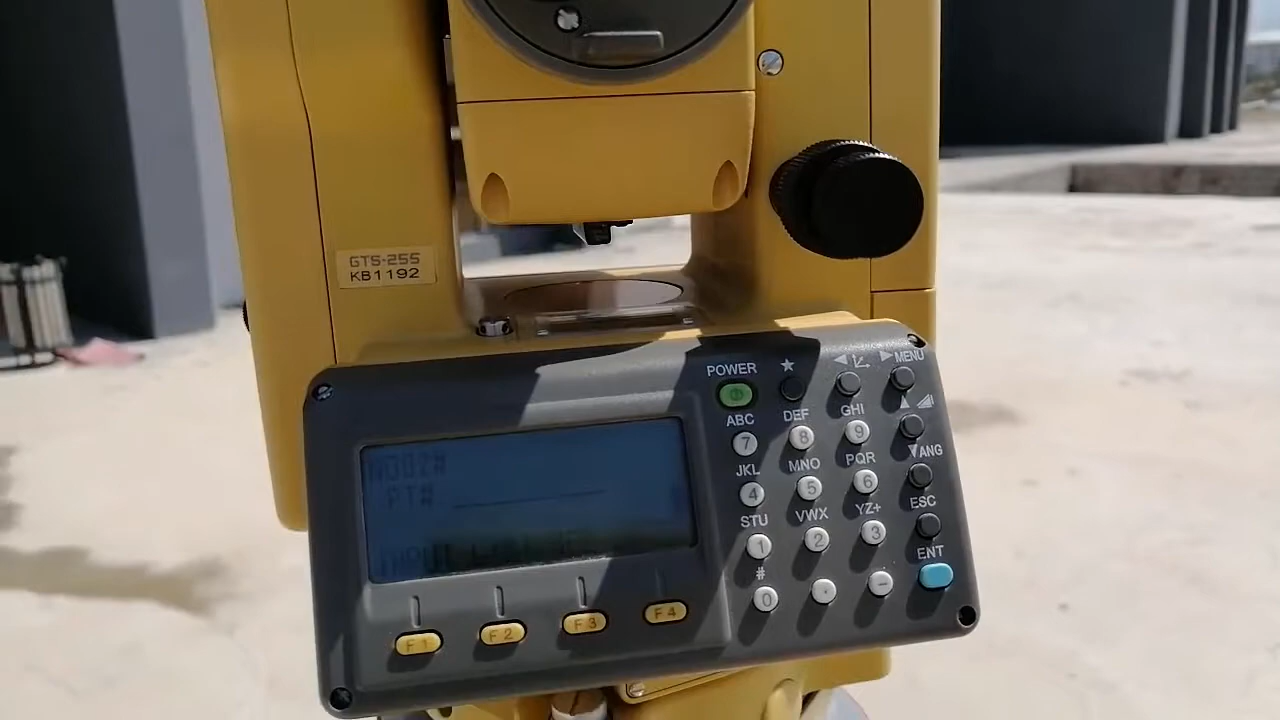 GTS-255
KB1192
POWER ★ ◀ ▶ MENU
ABC DEF GHI ▲
7 8 9 ▼ ANG
JKL MNO PQR
4 5 6 ESC
STU VWX YZ+
1 2 3 ENT
#
0 . −
PT#
F1 F2 F3 F4